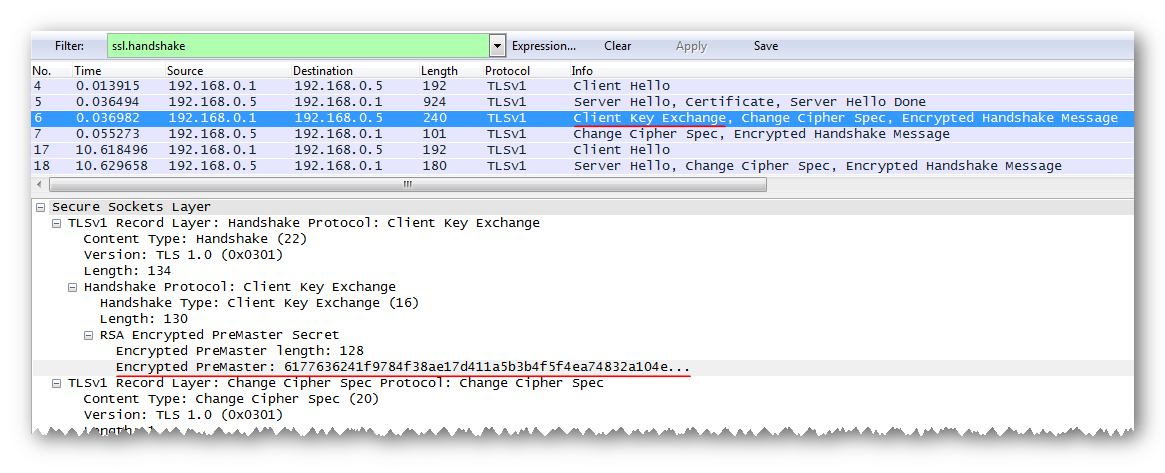 Filter: ssl.handshake Expression... Clear Apply Save
No. Time Source Destination Length Protocol Info
4 0.013915 192.168.0.1 192.168.0.5 192 TLSv1 Client Hello
5 0.036494 192.168.0.5 192.168.0.1 924 TLSv1 Server Hello, Certificate, Server Hello Done
6 0.036982 192.168.0.1 192.168.0.5 240 TLSv1 Client Key Exchange, Change Cipher Spec, Encrypted Handshake Message
7 0.055273 192.168.0.5 192.168.0.1 101 TLSv1 Change Cipher Spec, Encrypted Handshake Message
17 10.618496 192.168.0.1 192.168.0.5 192 TLSv1 Client Hello
18 10.629658 192.168.0.5 192.168.0.1 180 TLSv1 Server Hello, Change Cipher Spec, Encrypted Handshake Message
Secure Sockets Layer
TLSv1 Record Layer: Handshake Protocol: Client Key Exchange
Content Type: Handshake (22)
Version: TLS 1.0 (0x0301)
Length: 134
Handshake Protocol: Client Key Exchange
Handshake Type: Client Key Exchange (16)
Length: 130
RSA Encrypted PreMaster Secret
Encrypted PreMaster length: 128
Encrypted PreMaster: 6177636241f9784f38ae17d411a5b3b4f5f4ea74832a104e...
TLSv1 Record Layer: Change Cipher Spec Protocol: Change Cipher Spec
Content Type: Change Cipher Spec (20)
Version: TLS 1.0 (0x0301)
Length: 1